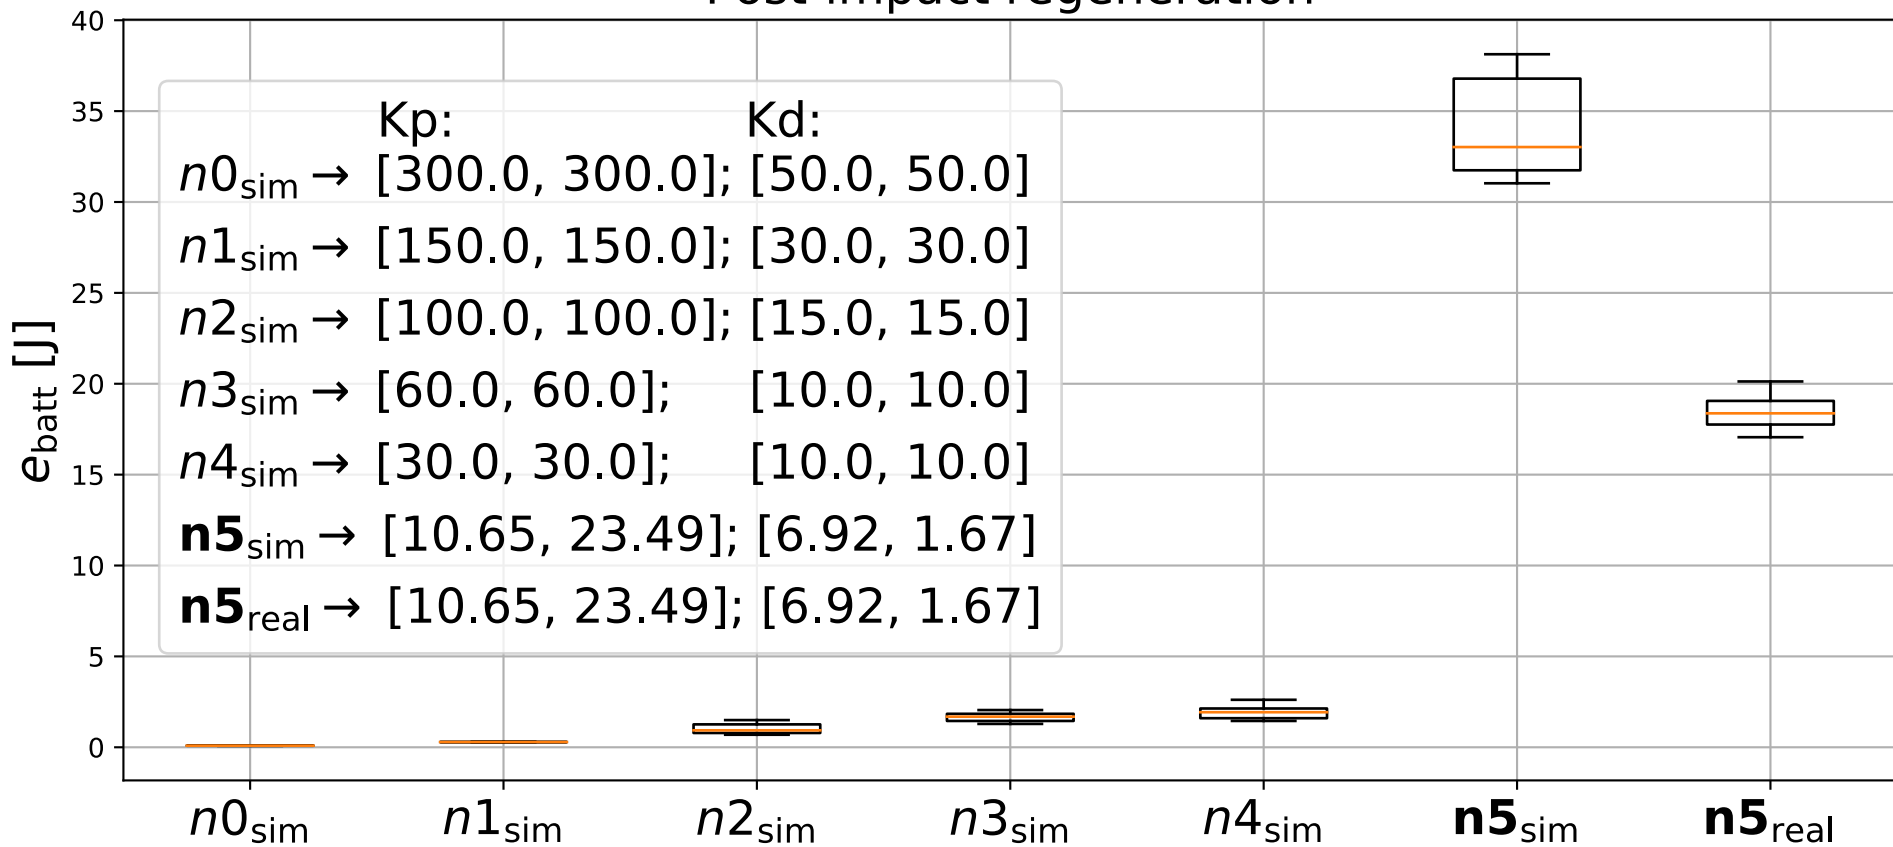 Post-impact regeneration
40
35
30
25
20
15
10
5
0
e_batt [J]
Kp: Kd:
n0_sim → [300.0, 300.0]; [50.0, 50.0]
n1_sim → [150.0, 150.0]; [30.0, 30.0]
n2_sim → [100.0, 100.0]; [15.0, 15.0]
n3_sim → [60.0, 60.0]; [10.0, 10.0]
n4_sim → [30.0, 30.0]; [10.0, 10.0]
n5_sim → [10.65, 23.49]; [6.92, 1.67]
n5_real → [10.65, 23.49]; [6.92, 1.67]
n0_sim n1_sim n2_sim n3_sim n4_sim n5_sim n5_real